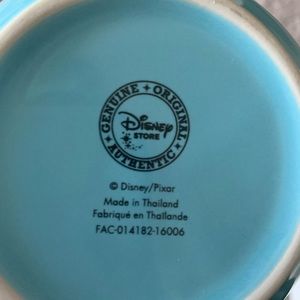 GENUINE • ORIGINAL
Disney
STORE
AUTHENTIC
© Disney/Pixar
Made in Thailand
Fabriqué en Thaïlande
FAC-014182-16006